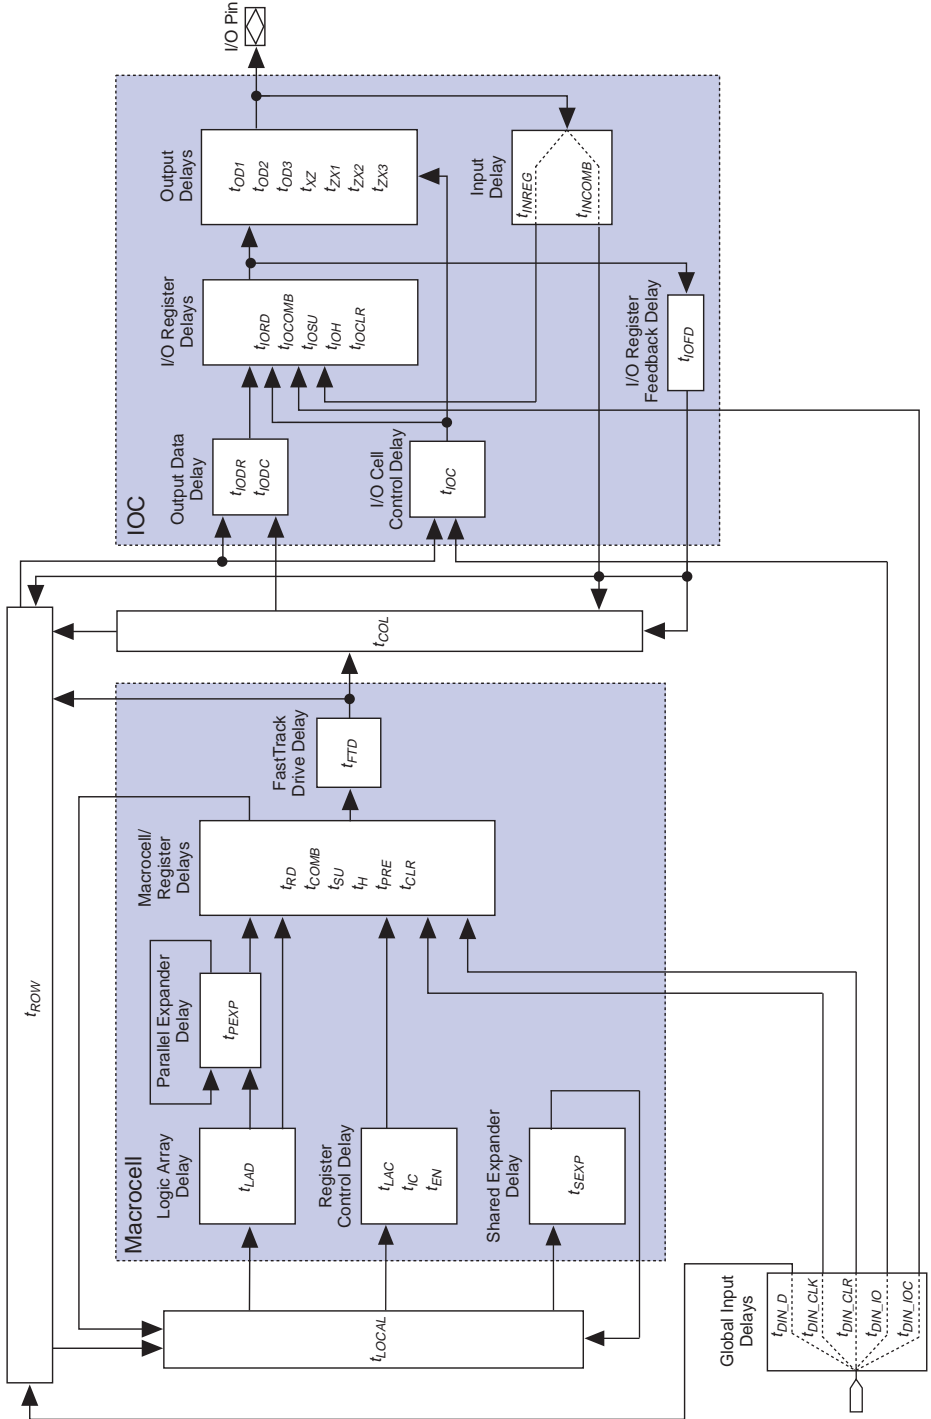 I/O Pin
IOC
Output
Delays
tOD1
tOD2
tOD3
tXZ
tZX1
tZX2
tZX3
Input
Delay
tINREG
tINCOMB
I/O Register
Delays
tIORD
tIOCOMB
tIOSU
tIOH
tIOCLR
I/O Register
Feedback Delay
tIOFD
Output Data
Delay
tIODR
tIODC
I/O Cell
Control Delay
tIOC
tROW
tCOL
Macrocell
FastTrack
Drive Delay
tFTD
Macrocell/
Register
Delays
tRD
tCOMB
tSU
tH
tPRE
tCLR
Parallel Expander
Delay
tPEXP
Logic Array
Delay
tLAD
Register
Control Delay
tLAC
tIC
tEN
Shared Expander
Delay
tSEXP
tLOCAL
Global Input
Delays
tDIN_D
tDIN_CLK
tDIN_CLR
tDIN_IO
tDIN_IOC